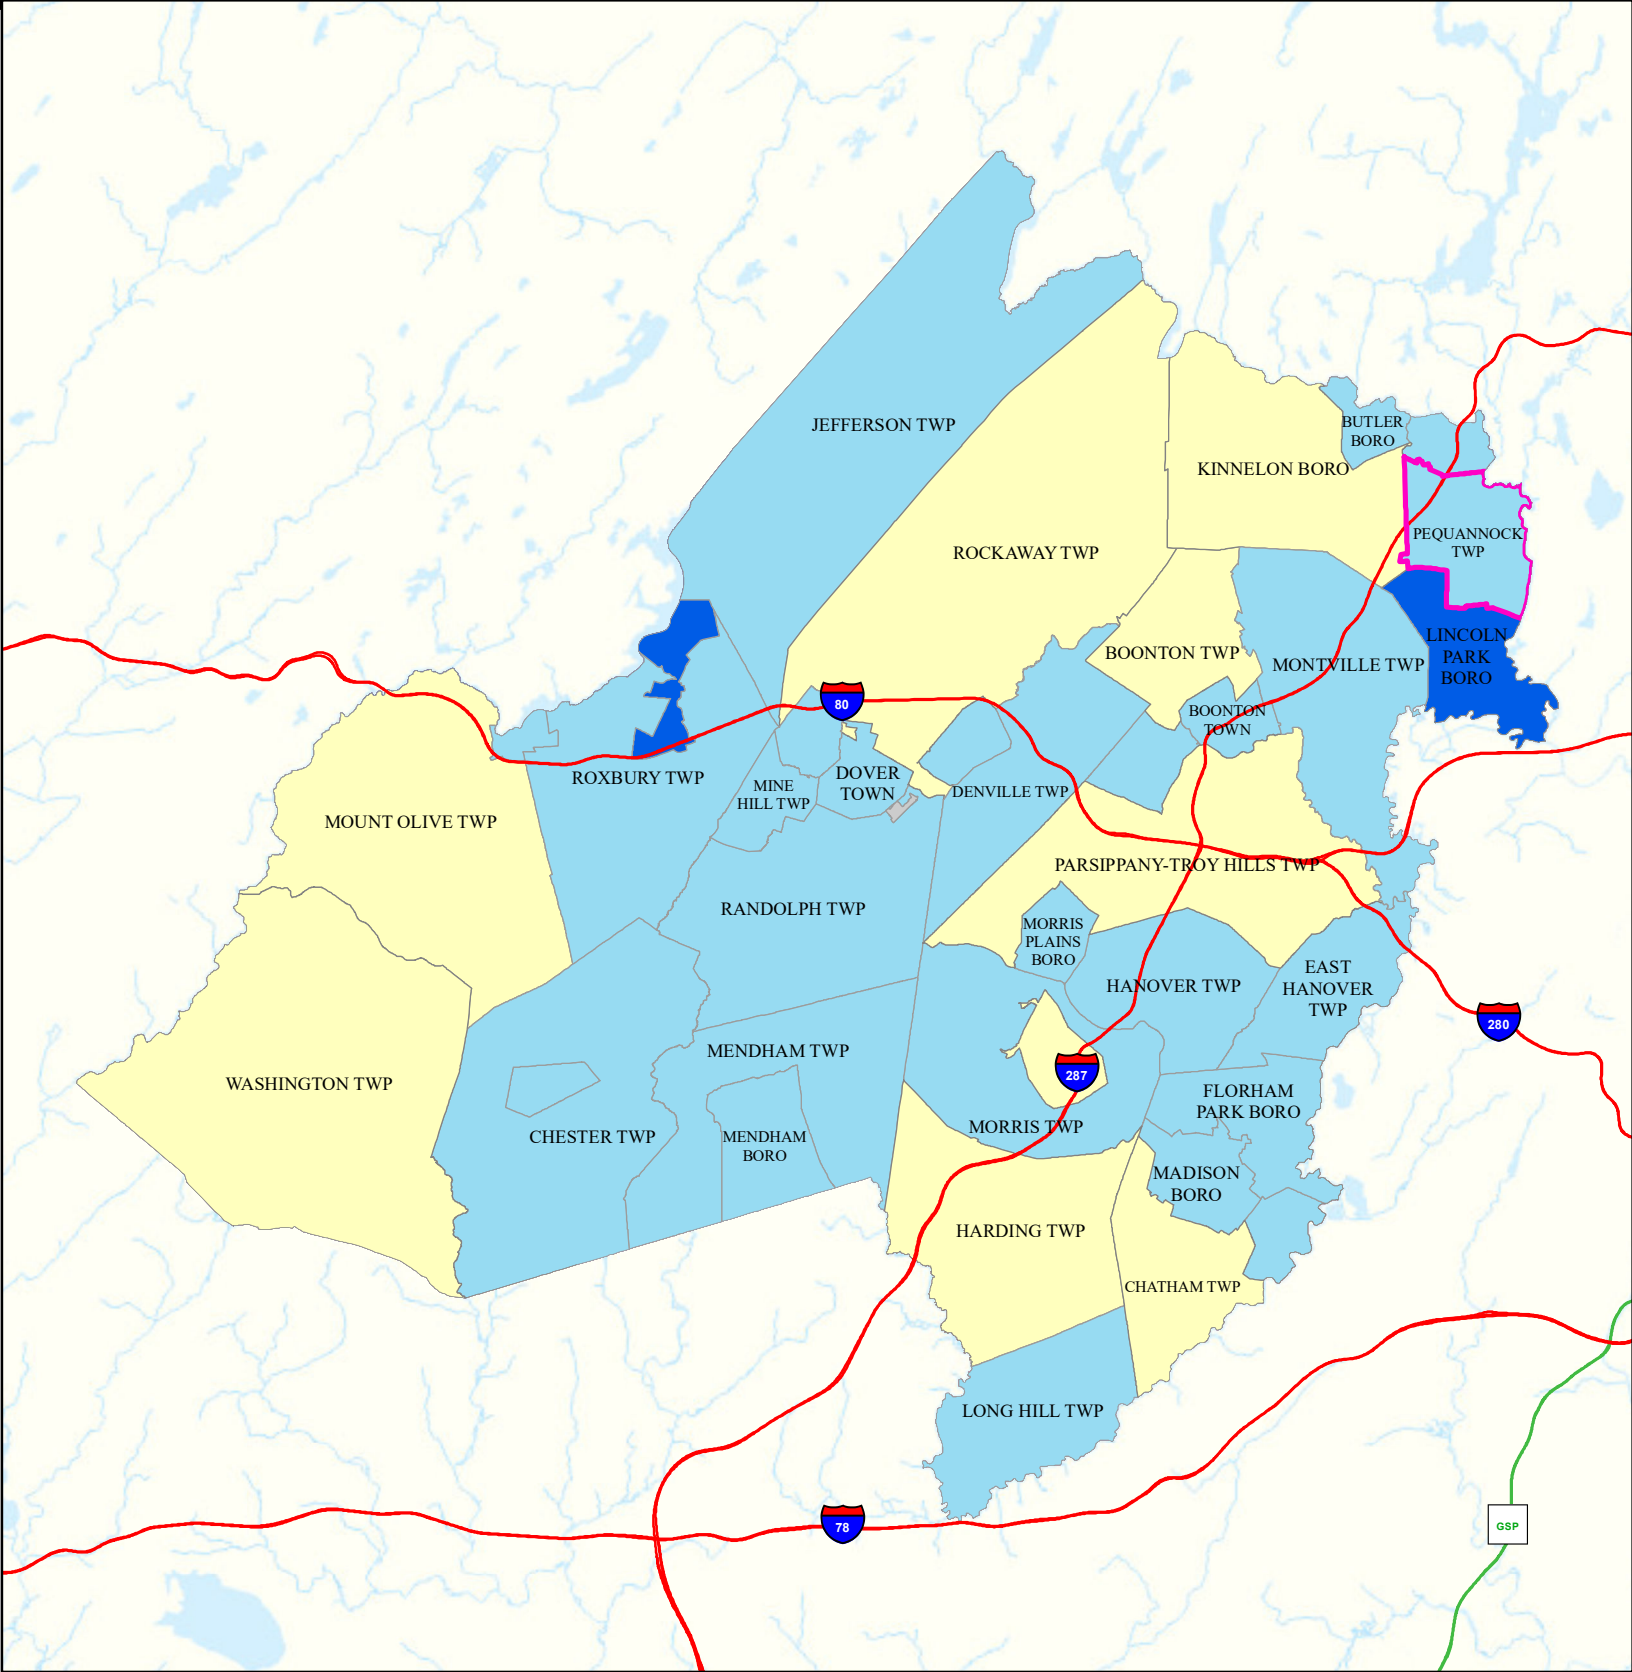 JEFFERSON TWP
BUTLER
BORO
KINNELON BORO
PEQUANNOCK
TWP
ROCKAWAY TWP
LINCOLN
PARK
BORO
BOONTON TWP
MONTVILLE TWP
80
BOONTON
TOWN
ROXBURY TWP
MINE
HILL TWP
DOVER
TOWN
DENVILLE TWP
MOUNT OLIVE TWP
PARSIPPANY-TROY HILLS TWP
RANDOLPH TWP
MORRIS
PLAINS
BORO
HANOVER TWP
EAST
HANOVER
TWP
280
MENDHAM TWP
287
WASHINGTON TWP
FLORHAM
PARK BORO
CHESTER TWP
MENDHAM
BORO
MORRIS TWP
MADISON
BORO
HARDING TWP
CHATHAM TWP
LONG HILL TWP
78
GSP